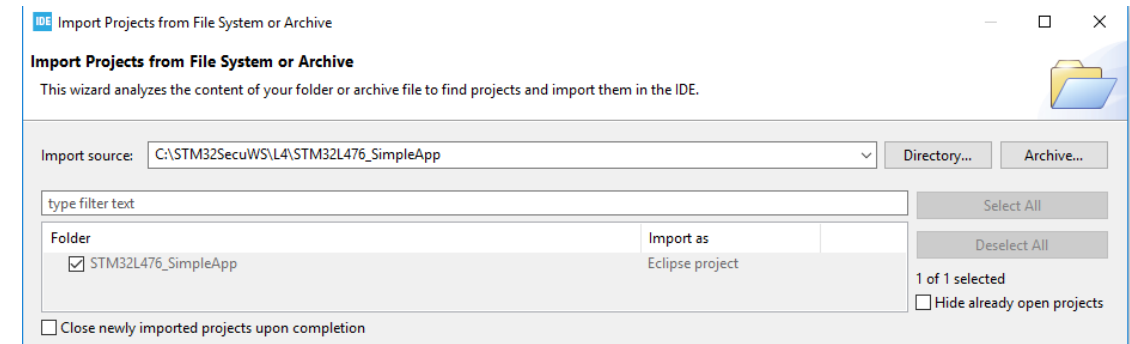 IDE Import Projects from File System or Archive
Import Projects from File System or Archive
This wizard analyzes the content of your folder or archive file to find projects and import them in the IDE.
Import source: C:\STM32SecuWS\L4\STM32L476_SimpleApp Directory... Archive...
type filter text Select All
Folder Import as Deselect All
STM32L476_SimpleApp Eclipse project
1 of 1 selected
Hide already open projects
Close newly imported projects upon completion